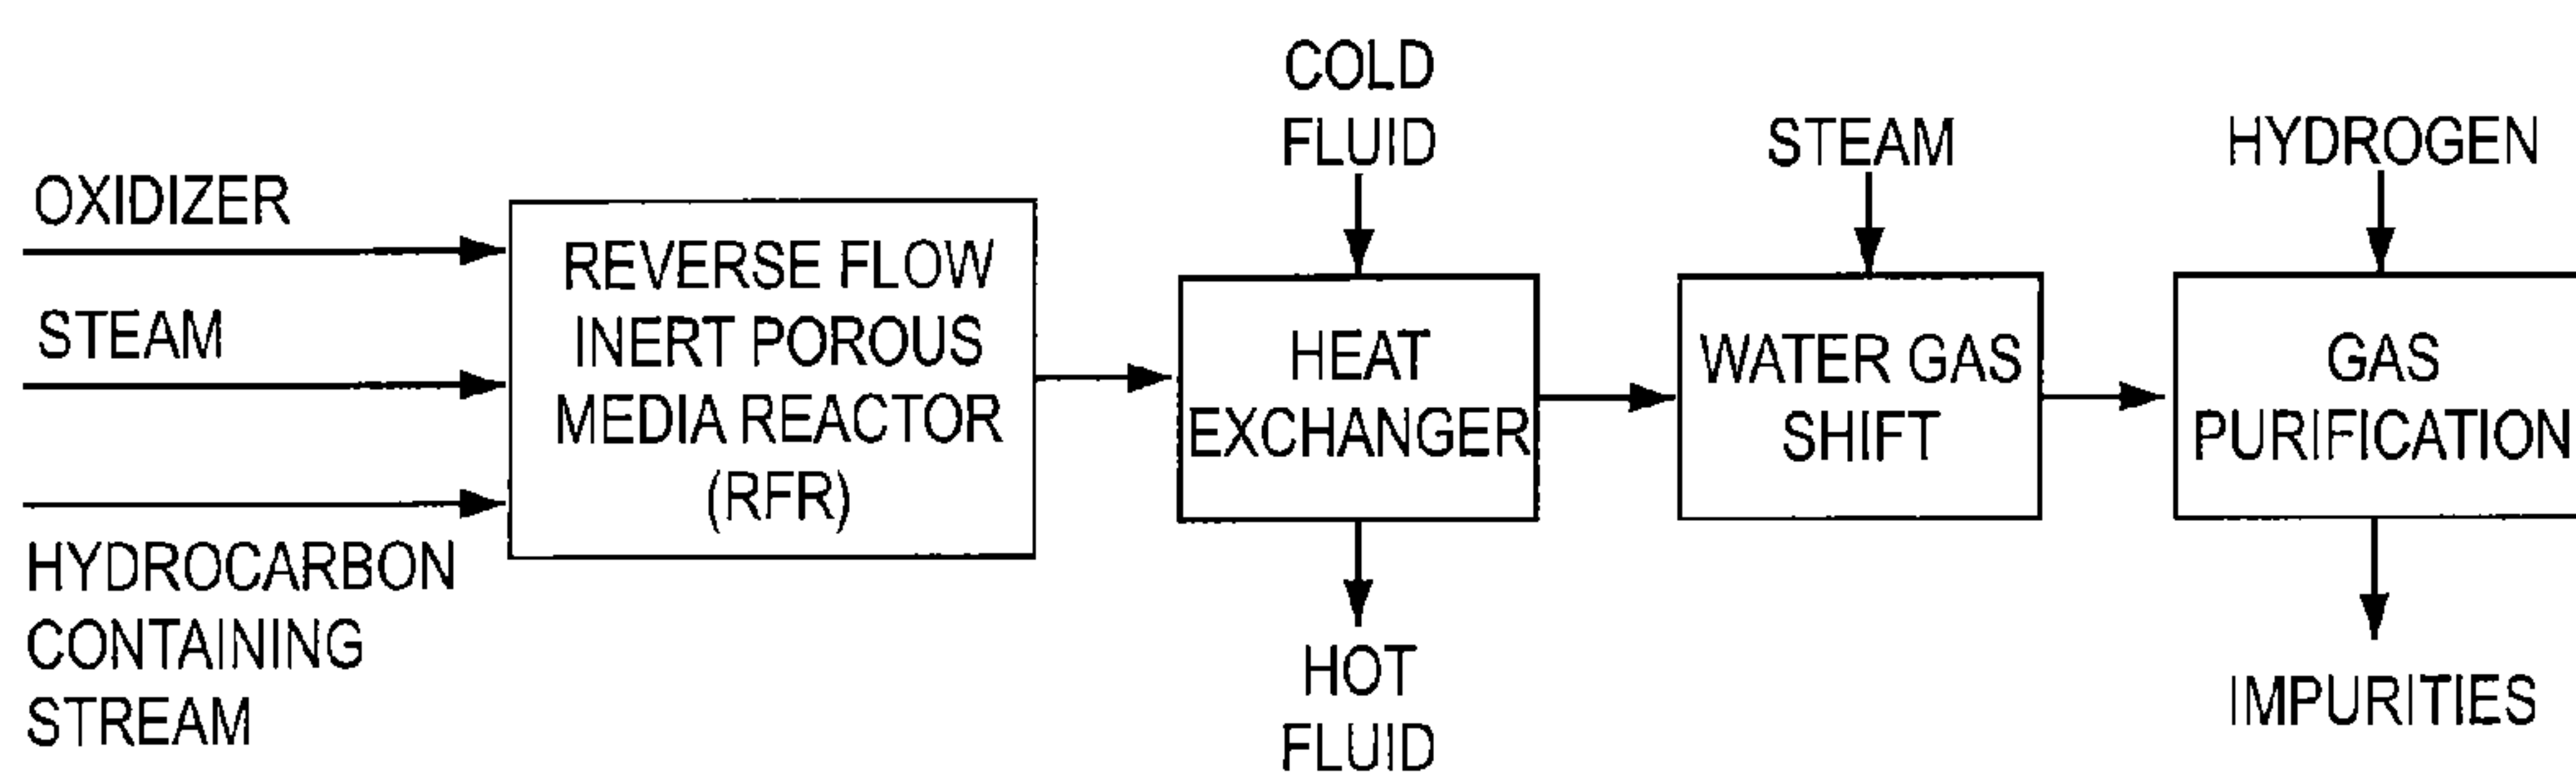 OXIDIZER
STEAM
HYDROCARBON
CONTAINING
STREAM
REVERSE FLOW
INERT POROUS
MEDIA REACTOR
(RFR)
COLD
FLUID
HEAT
EXCHANGER
HOT
FLUID
STEAM
WATER GAS
SHIFT
HYDROGEN
GAS
PURIFICATION
IMPURITIES